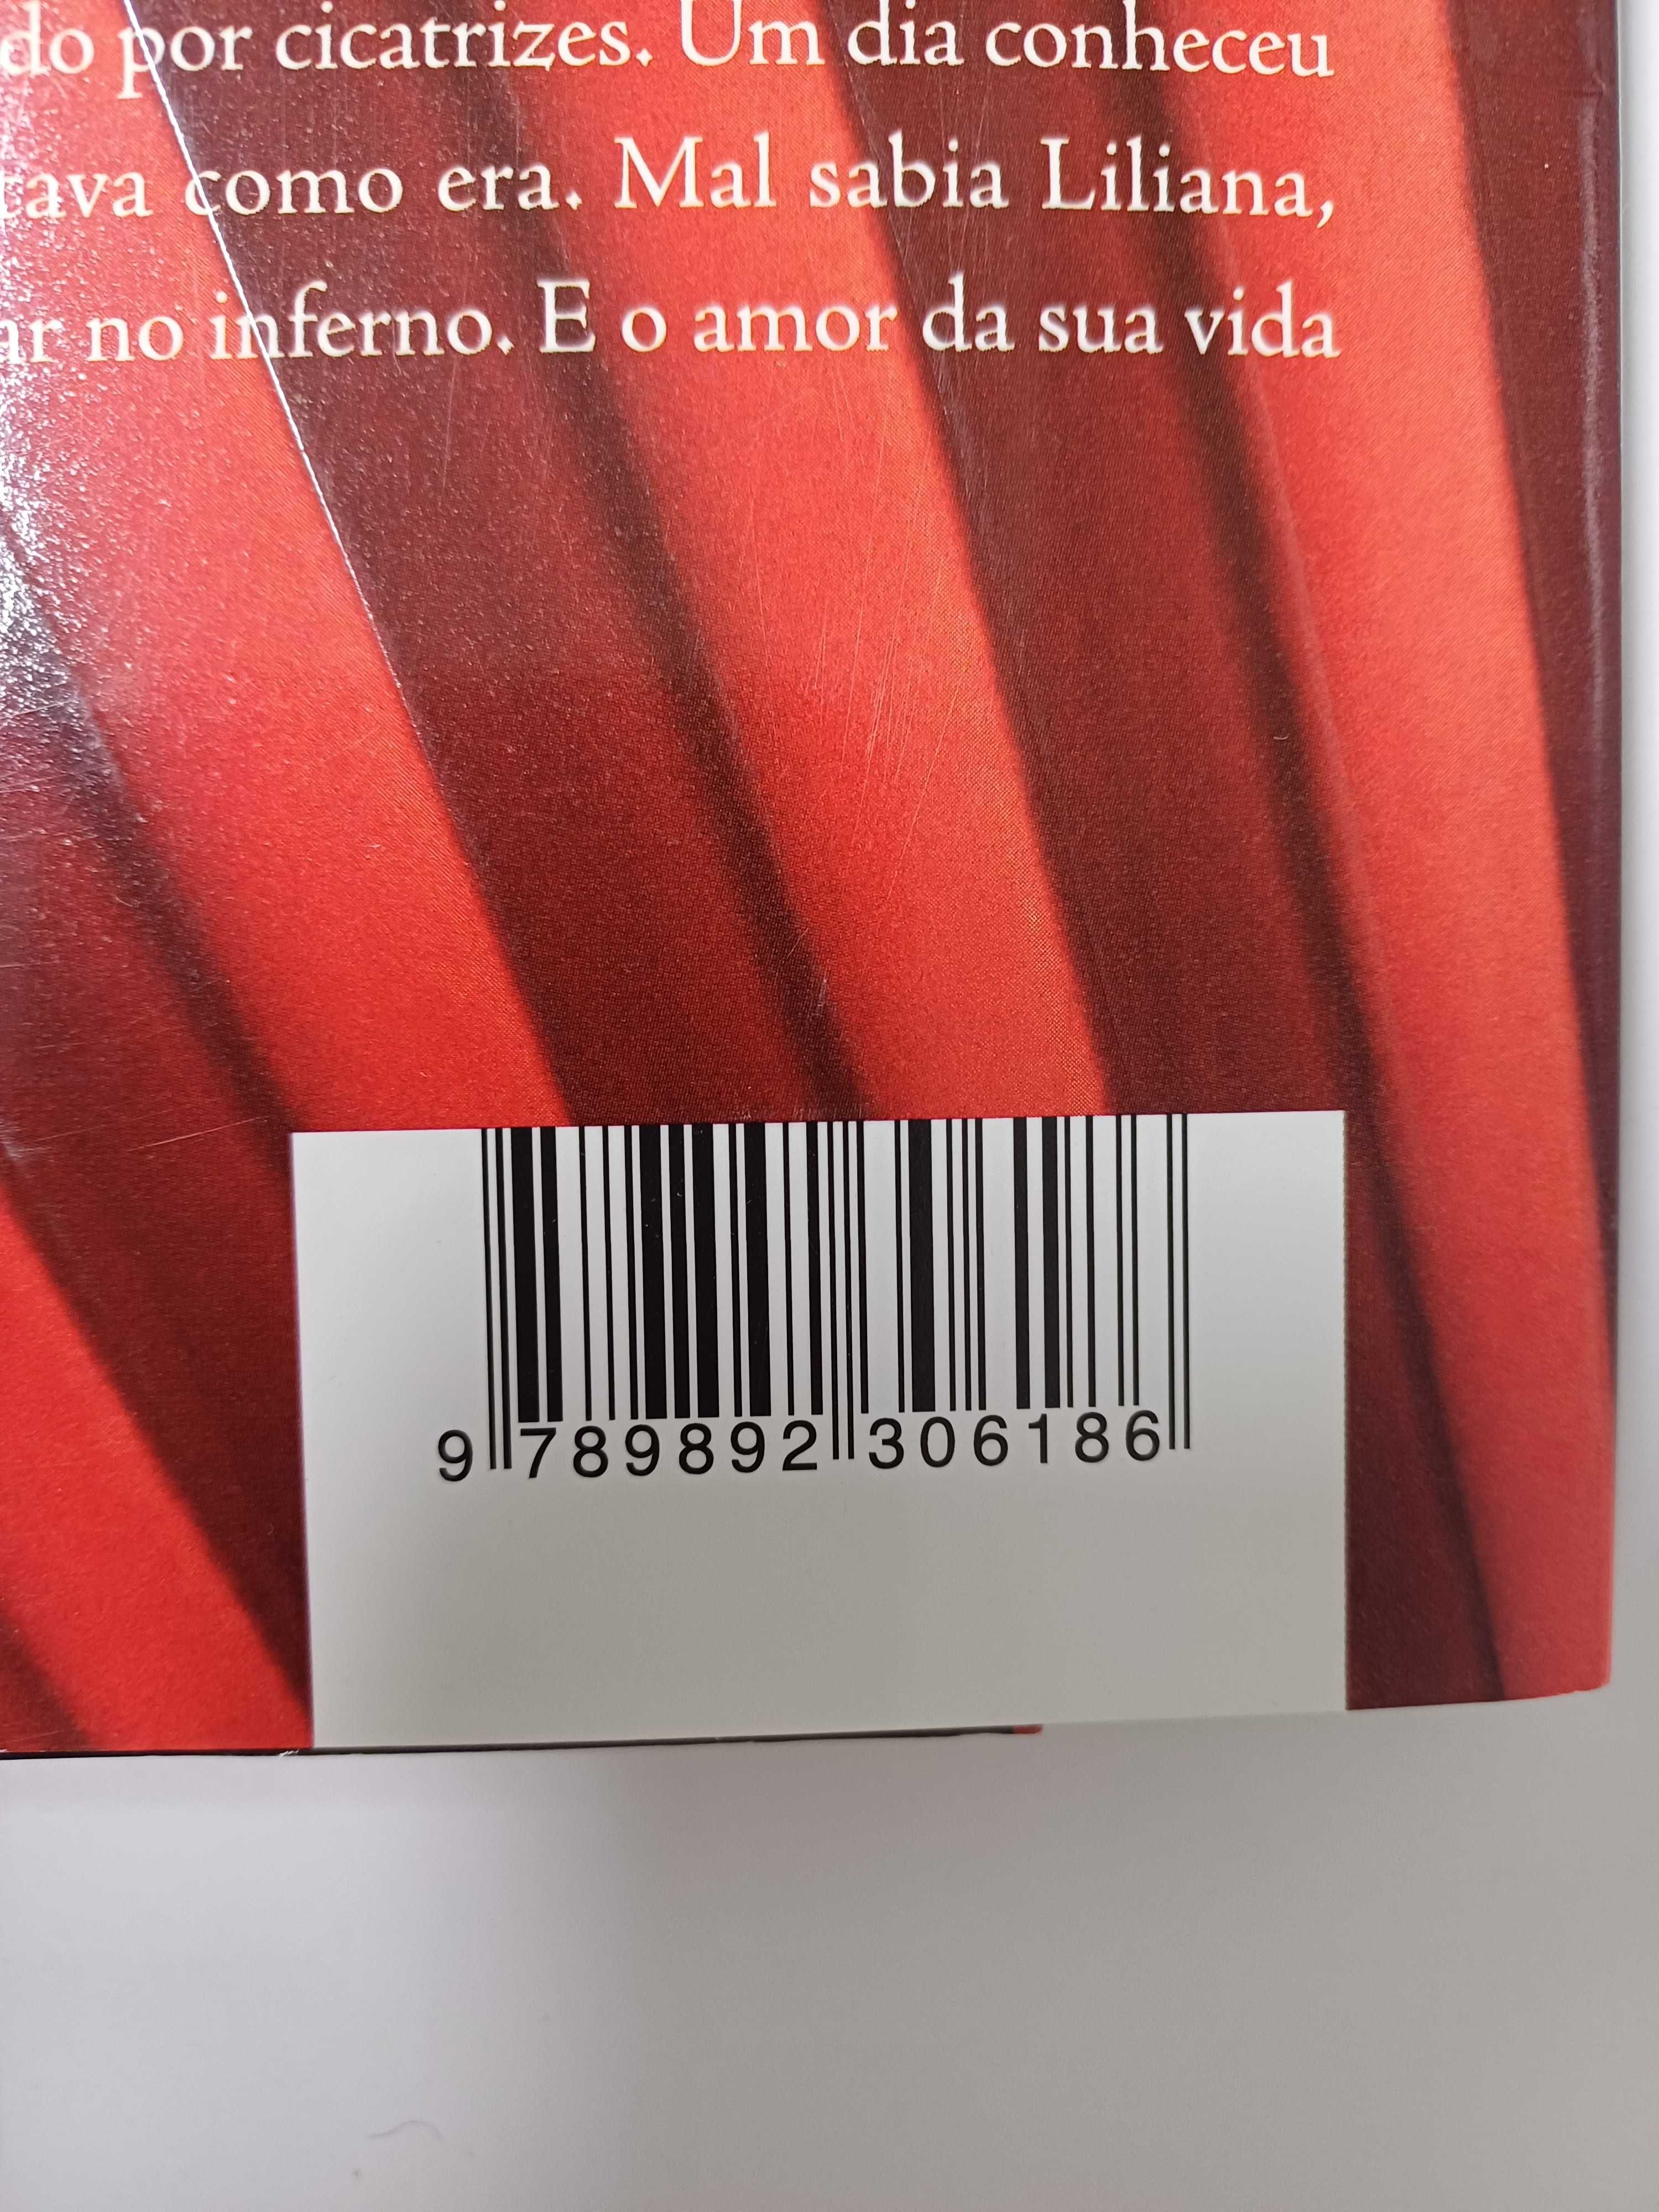 do por cicatrizes. Um dia conheceu
tava como era. Mal sabia Liliana,
ar no inferno. E o amor da sua vida
9 789892 306186